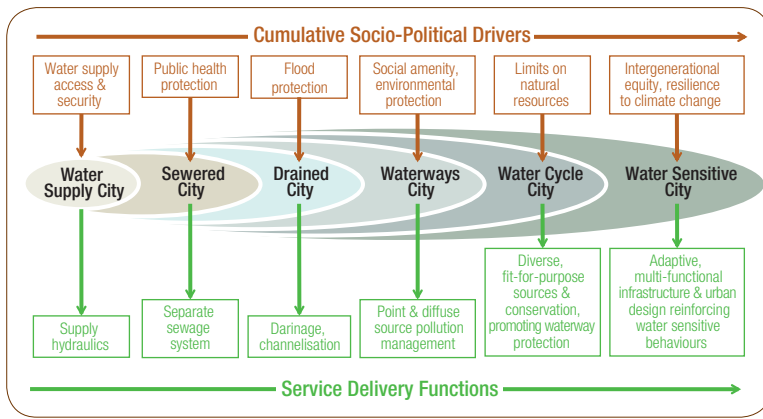 Cumulative Socio-Political Drivers
Water supply
access &
security
Public health
protection
Flood
protection
Social amenity,
environmental
protection
Limits on
natural
resources
Intergenerational
equity, resilience
to climate change
Water
Supply City
Sewered
City
Drained
City
Waterways
City
Water Cycle
City
Water Sensitive
City
Supply
hydraulics
Separate
sewage
system
Darinage,
channelisation
Point & diffuse
source pollution
management
Diverse,
fit-for-purpose
sources &
conservation,
promoting waterway
protection
Adaptive,
multi-functional
infrastructure & urban
design reinforcing
water sensitive
behaviours
Service Delivery Functions